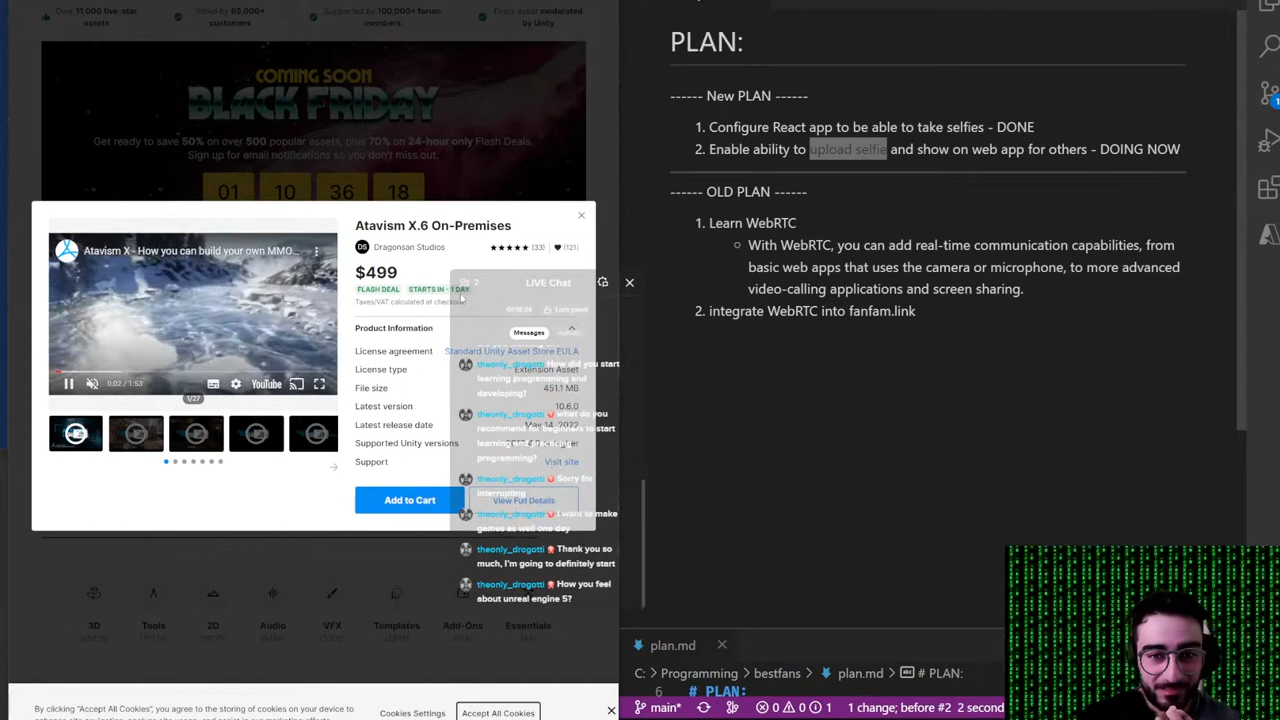 Over 11,000 five-star
assets
Rated by 85,000+
customers
Supported by 100,000+ forum
members
Every asset moderated
by Unity
COMING SOON
BLACK FRIDAY
Get ready to save 50% on over 500 popular assets, plus 70% on 24-hour only Flash Deals.
Sign up for email notifications so you don't miss out.
01 10 36 18
Atavism X - How you can build your own MMO...
0:02 / 1:53
YouTube
1/27
Atavism X.6 On-Premises
DS Dragonsan Studios
(33) (121)
$499
FLASH DEAL STARTS IN - 1 DAY
Taxes/VAT calculated at checkout
Product Information
License agreement Standard Unity Asset Store EULA
License type Extension Asset
File size 451.1 MB
Latest version 10.6.0
Latest release date May 14, 2022
Supported Unity versions
Support Visit site
Add to Cart
View Full Details
LIVE Chat
Lock panel
Messages
theonly_drogotti How did you start
learning programming and
developing?
theonly_drogotti what do you
recommend for beginners to start
learning and practicing
programming?
theonly_drogotti Sorry for
interrupting
theonly_drogotti I want to make
games as well one day
theonly_drogotti Thank you so
much, I'm going to definitely start
theonly_drogotti How you feel
about unreal engine 5?
3D Tools 2D Audio VFX Templates Add-Ons Essentials
By clicking "Accept All Cookies", you agree to the storing of cookies on your device to
Cookies Settings
Accept All Cookies
PLAN:
------ New PLAN ------
1. Configure React app to be able to take selfies - DONE
2. Enable ability to upload selfie and show on web app for others - DOING NOW
------ OLD PLAN ------
1. Learn WebRTC
With WebRTC, you can add real-time communication capabilities, from
basic web apps that uses the camera or microphone, to more advanced
video-calling applications and screen sharing.
2. integrate WebRTC into fanfam.link
plan.md
C: > Programming > bestfans > plan.md > # PLAN:
6 # PLAN:
main* 0 0 1 1 change; before #2 2 second